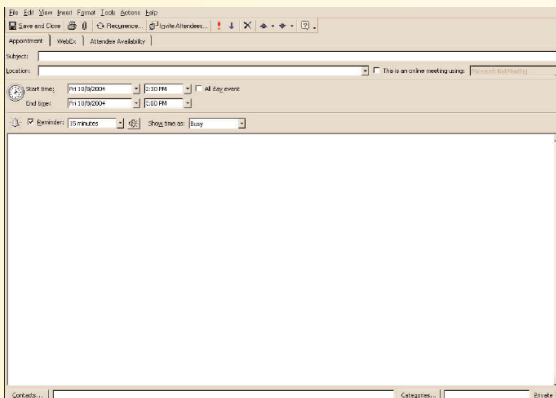 File Edit View Insert Format Tools Actions Help
Save and Close Recurrence... Invite Attendees...
Appointment WebEx Attendee Availability
Subject:
Location: This is an online meeting using:
Start time: Fri 10/8/2004 2:30 PM All day event
End time: Fri 10/8/2004 3:00 PM
Reminder: 15 minutes Show time as: Busy
Contacts... Categories... Private